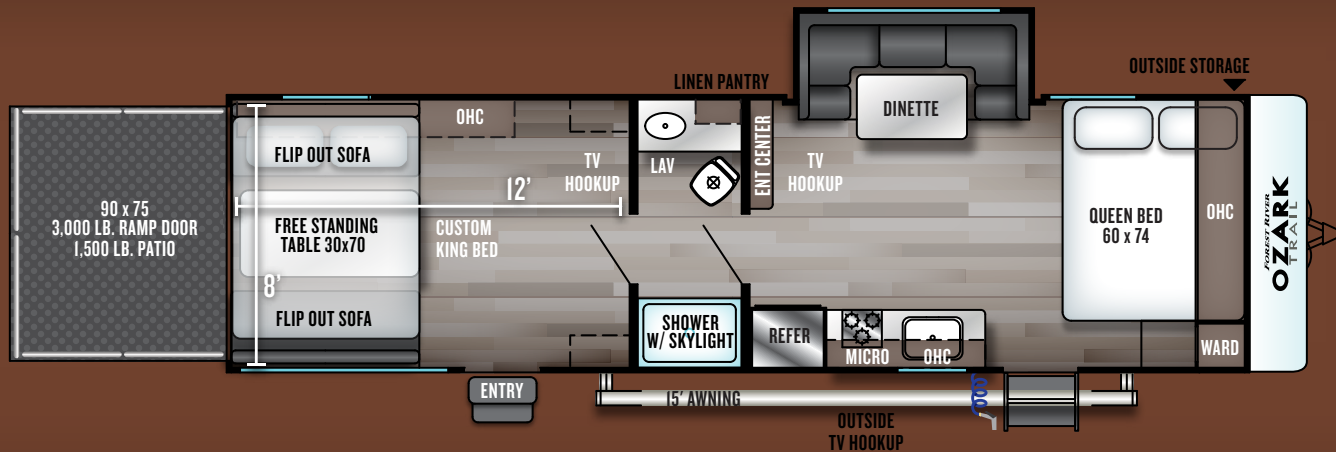 90 x 75
3,000 LB. RAMP DOOR
1,500 LB. PATIO
FLIP OUT SOFA
FREE STANDING
TABLE 30x70
FLIP OUT SOFA
8'
12'
OHC
CUSTOM
KING BED
TV
HOOKUP
LINEN PANTRY
LAV
SHOWER
W/ SKYLIGHT
ENT CENTER
TV
HOOKUP
DINETTE
REFER
MICRO
OHC
OUTSIDE STORAGE
QUEEN BED
60 x 74
OHC
WARD
FOREST RIVER
OZARK
TRAIL
ENTRY
15' AWNING
OUTSIDE
TV HOOKUP